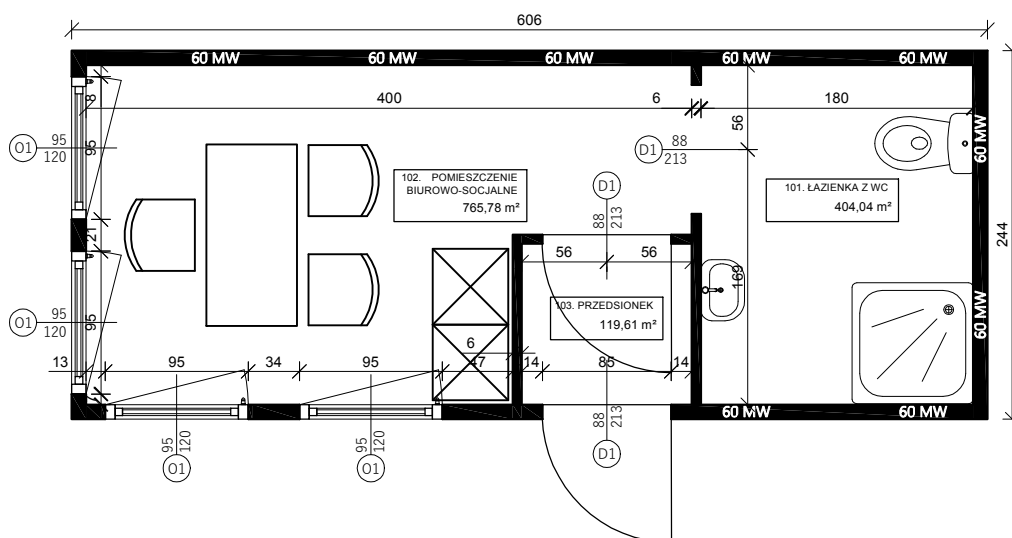 606
60 MW 60 MW 60 MW 60 MW 60 MW
8 400 6 180
56
O1 95 120 95
D1 88 213
60 MW
102. POMIESZCZENIE
BIUROWO-SOCJALNE
765,78 m²
D1
88 213
101. ŁAZIENKA Z WC
404,04 m²
244
21
56 56
169
103. PRZEDSIONEK
119,61 m²
60 MW
O1 95 120 95
6
13 95 34 95 47 14 85 14
60 MW 60 MW
95 120 95 120 88 213
O1 O1 D1